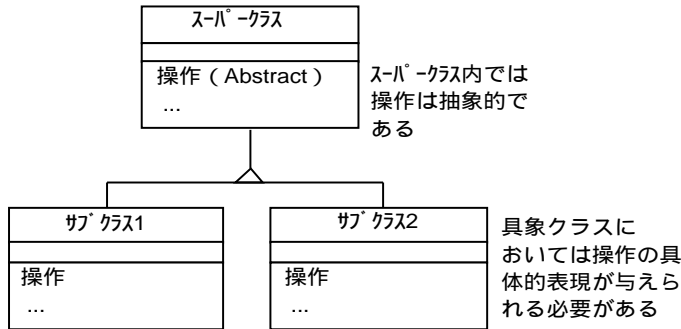 ｽｰﾊﾟｰｸﾗｽ
操作（Abstract）
...
ｽｰﾊﾟｰｸﾗｽ内では
操作は抽象的で
ある
ｻﾌﾞｸﾗｽ1
操作
...
ｻﾌﾞｸﾗｽ2
操作
...
具象クラスに
おいては操作の具
体的表現が与えら
れる必要がある